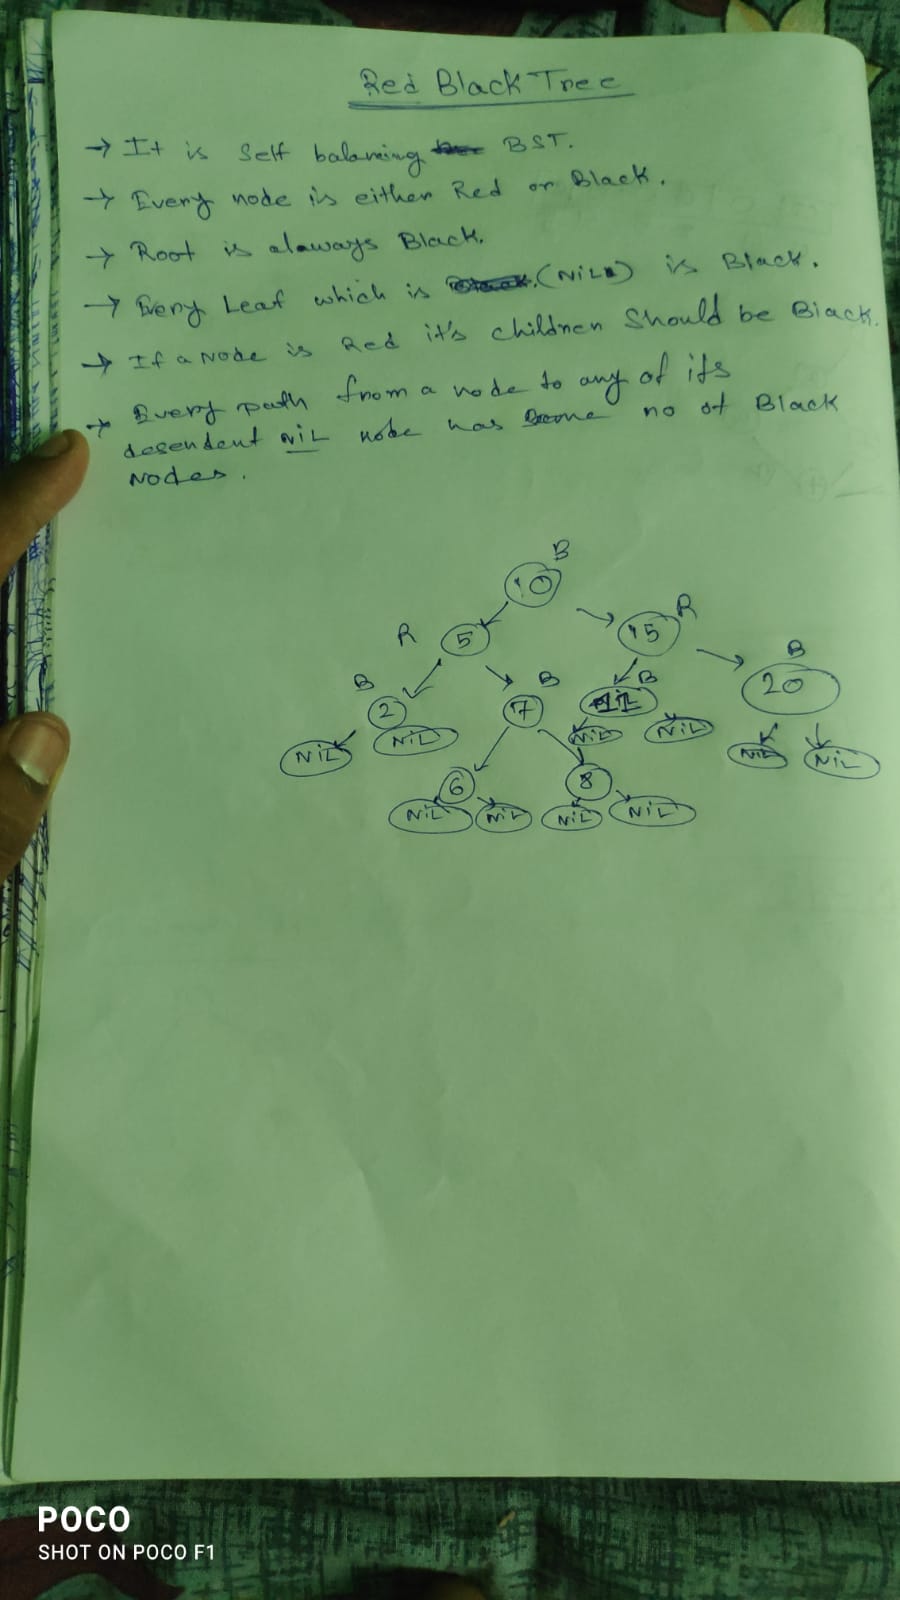 Red Black Tree
→ It is Self balancing BST.
→ Every node is either Red or Black.
→ Root is alaways Black.
→ Every Leaf which is (NiL) is Black.
→ If a Node is Red it's children Should be Black.
→ Every path from a node to any of its
desendent NiL node has Some no of Black
Nodes.
B
10
R 5 15 R
B 2 B 7 11 B B 20
NiL NiL NiL NiL NiL NiL
6 8
NiL NiL NiL NiL
POCO
SHOT ON POCO F1